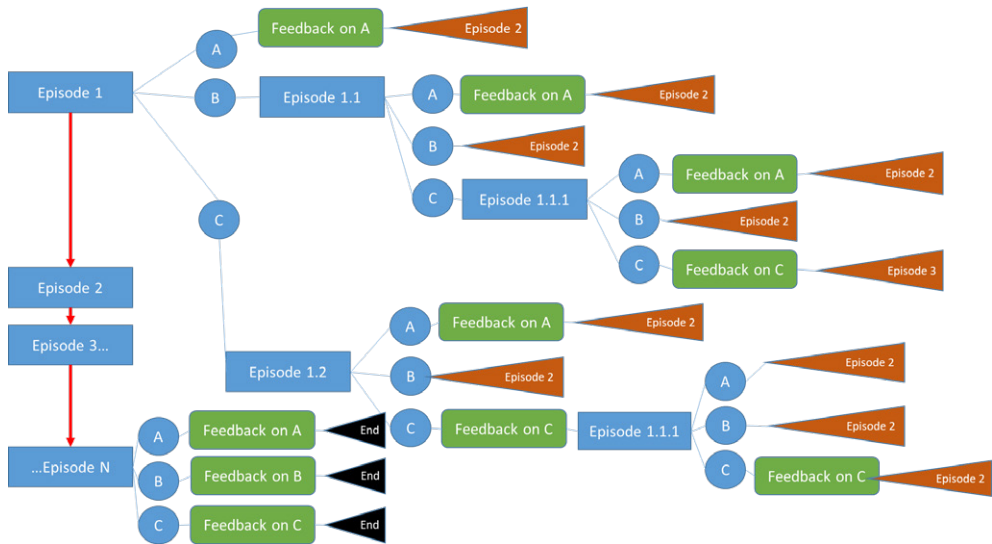 Feedback on A
Episode 2
A
Episode 1
B
Episode 1.1
A
Feedback on A
Episode 2
B
Episode 2
C
Episode 1.1.1
A
Feedback on A
Episode 2
B
Episode 2
C
Feedback on C
Episode 3
C
Episode 2
Episode 3...
Episode 1.2
A
Feedback on A
Episode 2
B
Episode 2
C
Feedback on C
Episode 1.1.1
A
Episode 2
B
Episode 2
C
Feedback on C
Episode 2
...Episode N
A
Feedback on A
End
B
Feedback on B
End
C
Feedback on C
End